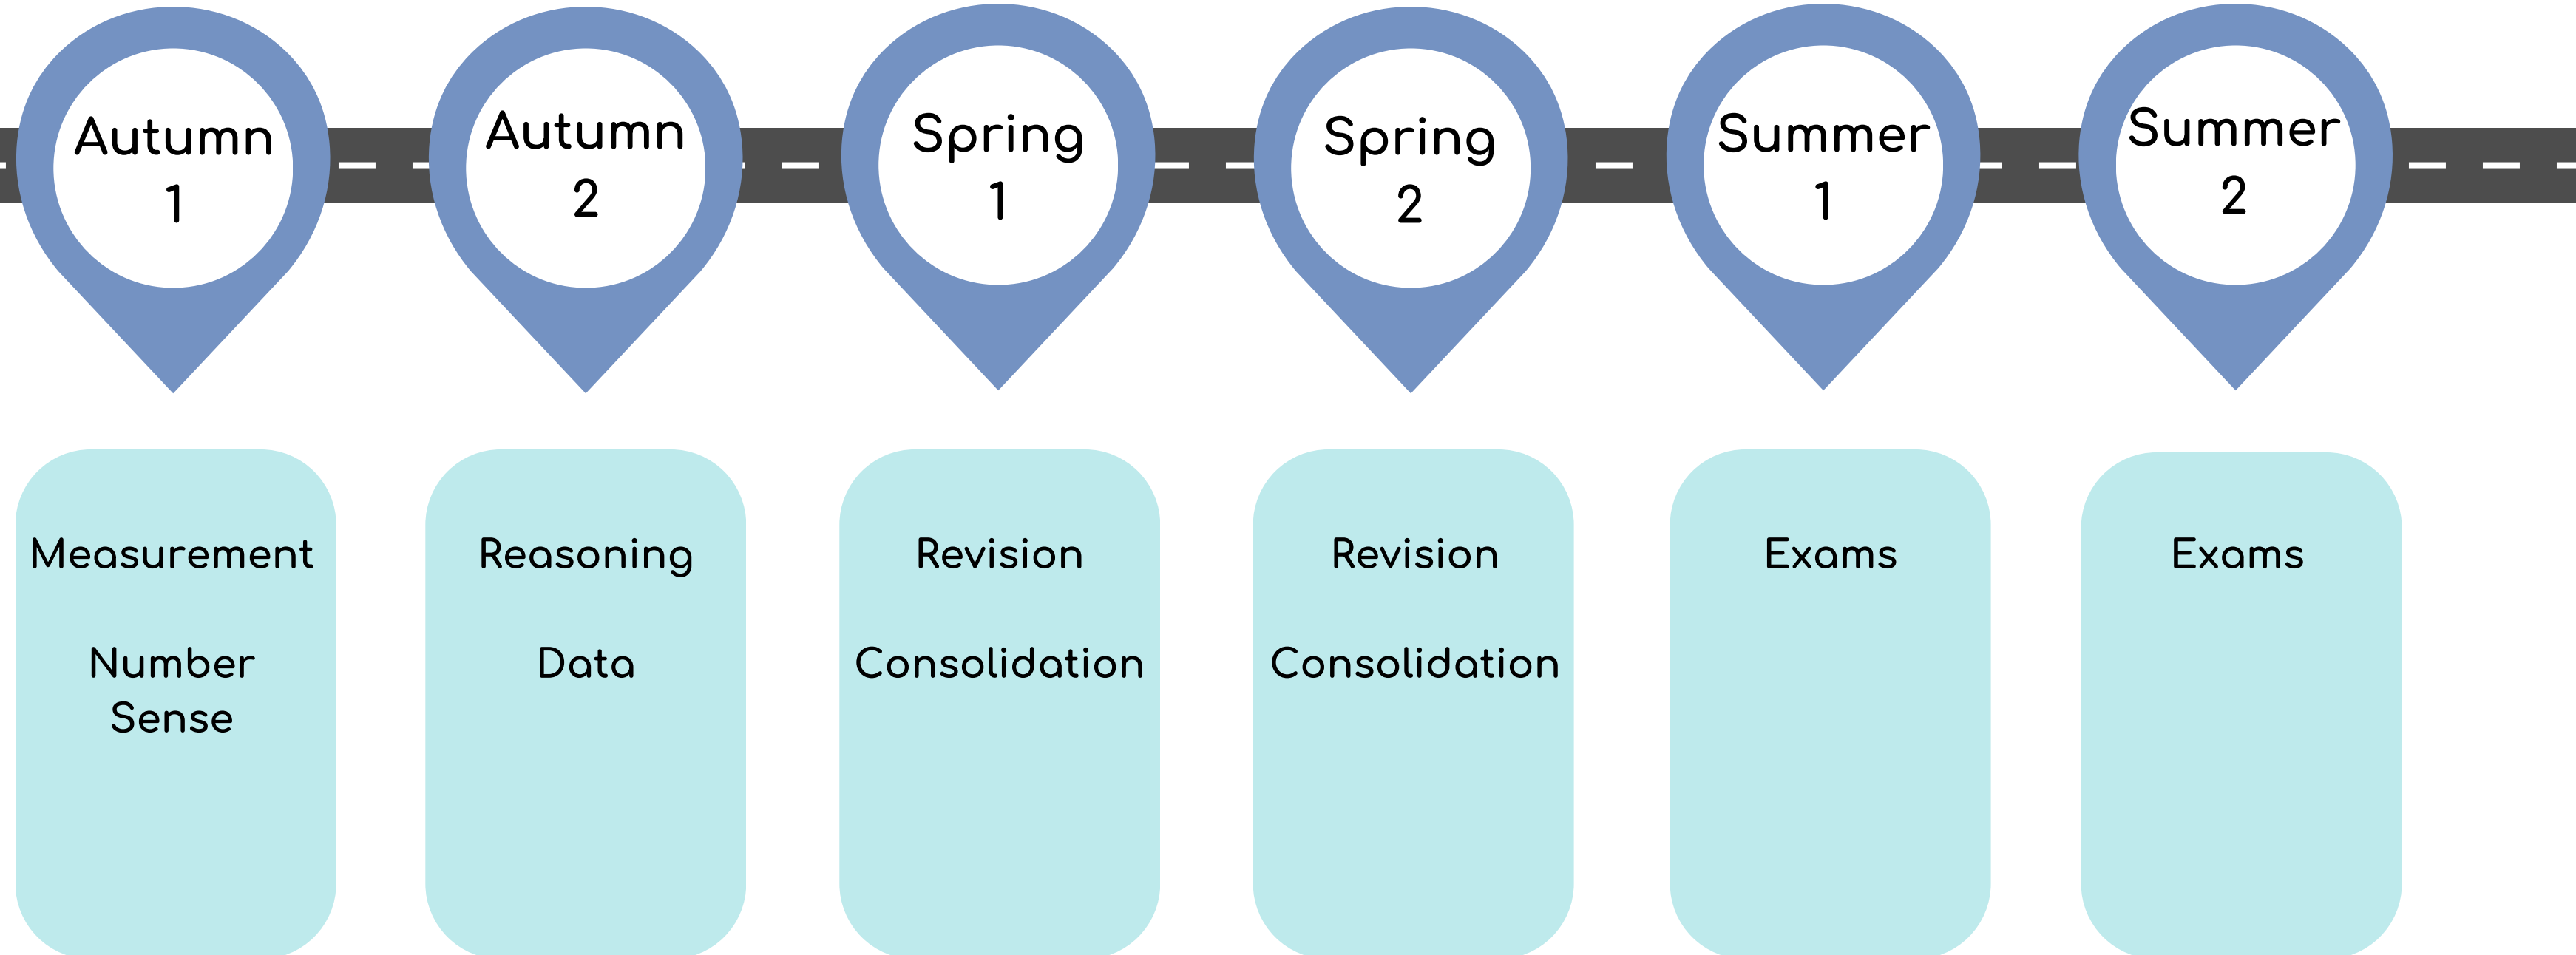 Autumn
1
Autumn
2
Spring
1
Spring
2
Summer
1
Summer
2
Measurement
Number
Sense
Reasoning
Data
Revision
Consolidation
Revision
Consolidation
Exams
Exams